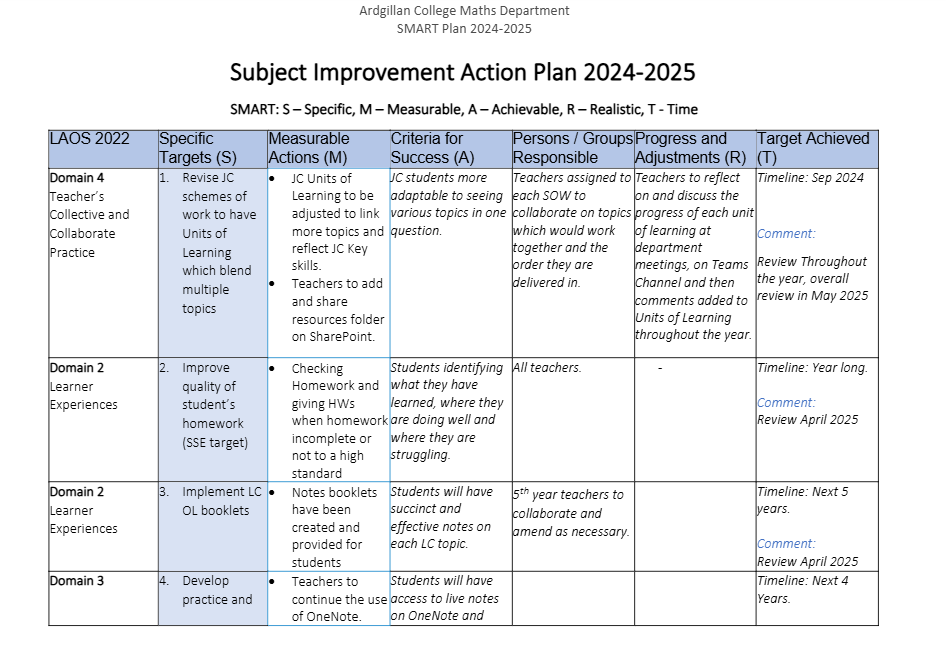 Ardgillan College Maths Department
SMART Plan 2024-2025
Subject Improvement Action Plan 2024-2025
SMART: S – Specific, M – Measurable, A – Achievable, R – Realistic, T - Time
LAOS 2022
Specific
Targets (S)
Measurable
Actions (M)
Criteria for
Success (A)
Persons / Groups
Responsible
Progress and
Adjustments (R)
Target Achieved
(T)
Domain 4
Teacher’s
Collective and
Collaborate
Practice
1. Revise JC
schemes of
work to have
Units of
Learning
which blend
multiple
topics
• JC Units of
Learning to be
adjusted to link
more topics and
reflect JC Key
skills.
• Teachers to add
and share
resources folder
on SharePoint.
JC students more
adaptable to seeing
various topics in one
question.
Teachers assigned to
each SOW to
collaborate on topics
which would work
together and the
order they are
delivered in.
Teachers to reflect
on and discuss the
progress of each unit
of learning at
department
meetings, on Teams
Channel and then
comments added to
Units of Learning
throughout the year.
Timeline: Sep 2024
Comment:
Review Throughout
the year, overall
review in May 2025
Domain 2
Learner
Experiences
2. Improve
quality of
student’s
homework
(SSE target)
• Checking
Homework and
giving HWs
when homework
incomplete or
not to a high
standard
Students identifying
what they have
learned, where they
are doing well and
where they are
struggling.
All teachers.
-
Timeline: Year long.
Comment:
Review April 2025
Domain 2
Learner
Experiences
3. Implement LC
OL booklets
• Notes booklets
have been
created and
provided for
students
Students will have
succinct and
effective notes on
each LC topic.
5th year teachers to
collaborate and
amend as necessary.
Timeline: Next 5
years.
Comment:
Review April 2025
Domain 3
4. Develop
practice and
• Teachers to
continue the use
of OneNote.
Students will have
access to live notes
on OneNote and
Timeline: Next 4
Years.